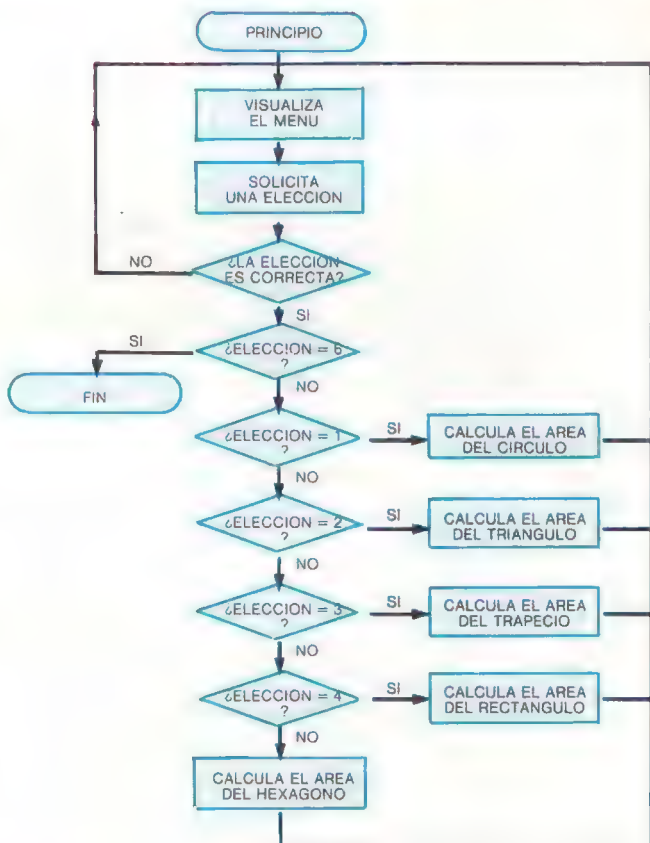 PRINCIPIO
VISUALIZA
EL MENU
SOLICITA
UNA ELECCION
NO
¿LA ELECCION
ES CORRECTA?
SI
SI
¿ELECCION = 6
?
FIN
NO
¿ELECCION = 1
?
SI
CALCULA EL AREA
DEL CIRCULO
NO
¿ELECCION = 2
?
SI
CALCULA EL AREA
DEL TRIANGULO
NO
¿ELECCION = 3
?
SI
CALCULA EL AREA
DEL TRAPECIO
NO
¿ELECCION = 4
?
SI
CALCULA EL AREA
DEL RECTANGULO
NO
CALCULA EL AREA
DEL HEXAGONO